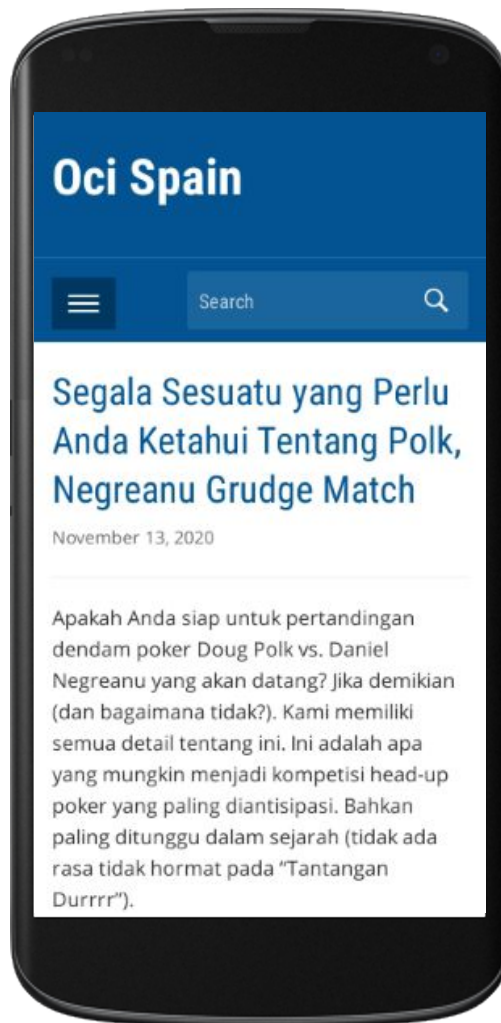 Oci Spain
Search
Segala Sesuatu yang Perlu
Anda Ketahui Tentang Polk,
Negreanu Grudge Match
November 13, 2020
Apakah Anda siap untuk pertandingan
dendam poker Doug Polk vs. Daniel
Negreanu yang akan datang? Jika demikian
(dan bagaimana tidak?). Kami memiliki
semua detail tentang ini. Ini adalah apa
yang mungkin menjadi kompetisi head-up
poker yang paling diantisipasi. Bahkan
paling ditunggu dalam sejarah (tidak ada
rasa tidak hormat pada “Tantangan
Durrrr”).